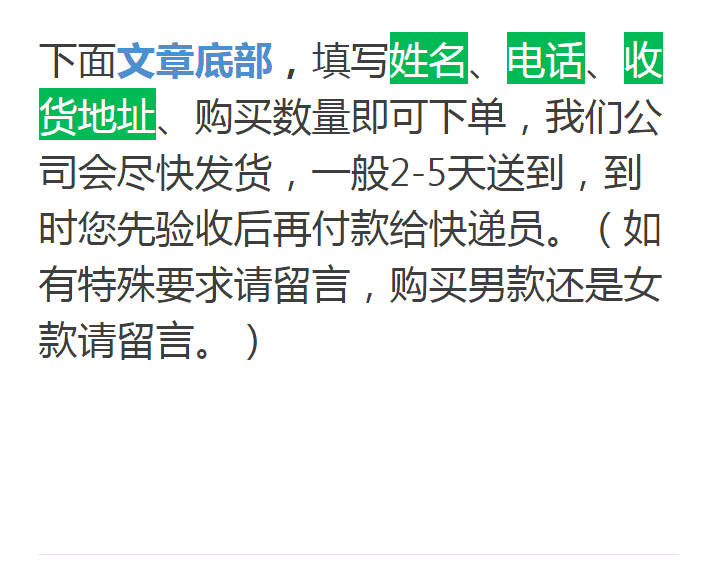 下面文章底部，填写姓名、电话、收
货地址、购买数量即可下单，我们公
司会尽快发货，一般2-5天送到，到
时您先验收后再付款给快递员。（如
有特殊要求请留言，购买男款还是女
款请留言。）